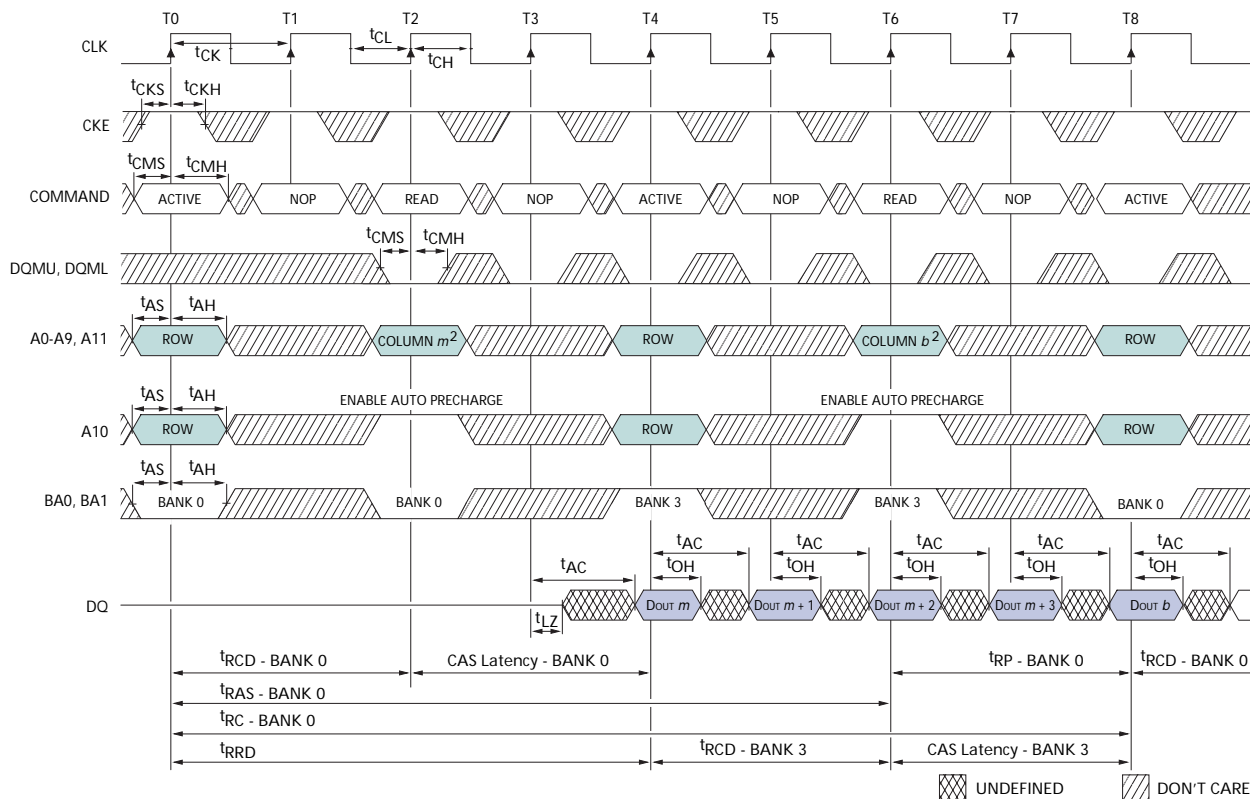 T0 T1 T2 T3 T4 T5 T6 T7 T8
CLK
tCK tCL tCH
tCKS tCKH
CKE
tCMS tCMH
COMMAND ACTIVE NOP READ NOP ACTIVE NOP READ NOP ACTIVE
tCMS tCMH
DQMU, DQML
tAS tAH
A0-A9, A11 ROW COLUMN m2 ROW COLUMN b2 ROW
tAS tAH ENABLE AUTO PRECHARGE ENABLE AUTO PRECHARGE
A10 ROW ROW ROW
tAS tAH
BA0, BA1 BANK 0 BANK 0 BANK 3 BANK 3 BANK 0
tAC tAC tAC tAC tAC tAC
tOH tOH tOH tOH tOH
DQ DOUT m DOUT m + 1 DOUT m + 2 DOUT m + 3 DOUT b
tLZ
tRCD - BANK 0 CAS Latency - BANK 0 tRP - BANK 0 tRCD - BANK 0
tRAS - BANK 0
tRC - BANK 0
tRRD tRCD - BANK 3 CAS Latency - BANK 3
UNDEFINED DON'T CARE